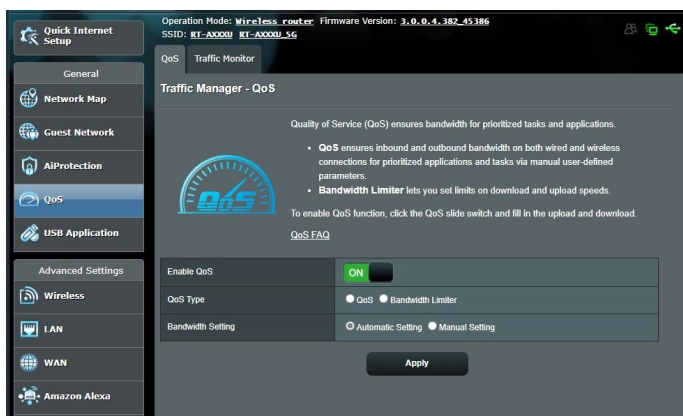 Quick Internet
Setup
Operation Mode: Wireless router Firmware Version: 3.0.0.4.382_45386
SSID: RT-AXXXU RT-AXXXU_5G
QoS Traffic Monitor
General
Network Map
Guest Network
AiProtection
QoS
USB Application
Advanced Settings
Wireless
LAN
WAN
Amazon Alexa
Traffic Manager - QoS
QoS
Quality of Service (QoS) ensures bandwidth for prioritized tasks and applications.
• QoS ensures inbound and outbound bandwidth on both wired and wireless
connections for prioritized applications and tasks via manual user-defined
parameters.
• Bandwidth Limiter lets you set limits on download and upload speeds.
To enable QoS function, click the QoS slide switch and fill in the upload and download.
QoS FAQ
Enable QoS ON
QoS Type QoS Bandwidth Limiter
Bandwidth Setting Automatic Setting Manual Setting
Apply